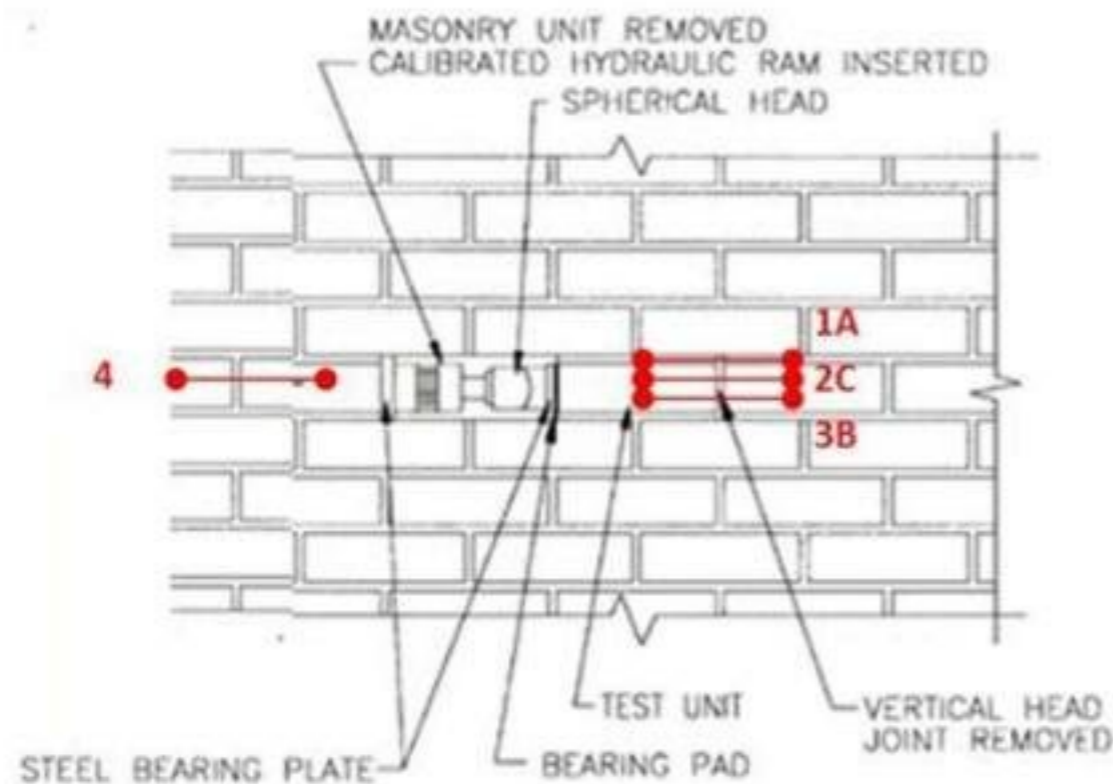 MASONRY UNIT REMOVED
CALIBRATED HYDRAULIC RAM INSERTED
SPHERICAL HEAD
1A
4
2C
3B
TEST UNIT
VERTICAL HEAD
JOINT REMOVED
STEEL BEARING PLATE
BEARING PAD